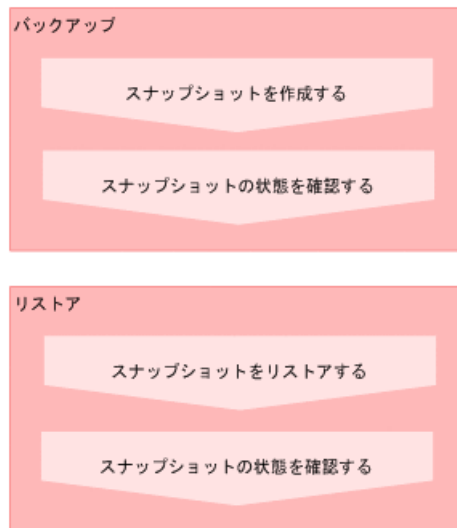 バックアップ
スナップショットを作成する
スナップショットの状態を確認する
リストア
スナップショットをリストアする
スナップショットの状態を確認する